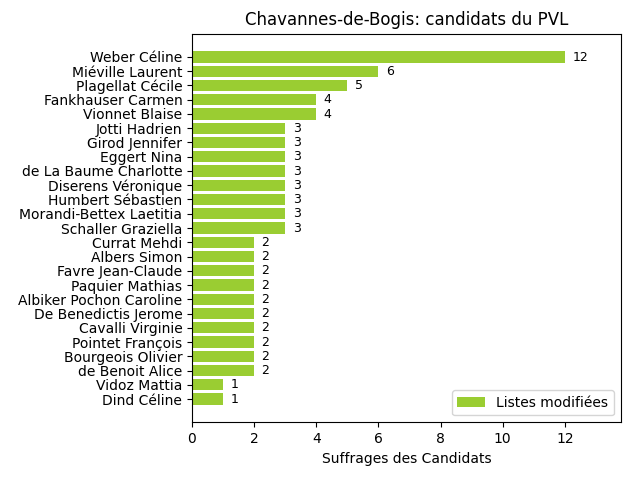 Chavannes-de-Bogis: candidats du PVL
Weber Céline 12
Miéville Laurent 6
Plagellat Cécile 5
Fankhauser Carmen 4
Vionnet Blaise 4
Jotti Hadrien 3
Girod Jennifer 3
Eggert Nina 3
de La Baume Charlotte 3
Diserens Véronique 3
Humbert Sébastien 3
Morandi-Bettex Laetitia 3
Schaller Graziella 3
Currat Mehdi 2
Albers Simon 2
Favre Jean-Claude 2
Paquier Mathias 2
Albiker Pochon Caroline 2
De Benedictis Jerome 2
Cavalli Virginie 2
Pointet François 2
Bourgeois Olivier 2
de Benoit Alice 2
Vidoz Mattia 1
Dind Céline 1
Listes modifiées
0 2 4 6 8 10 12
Suffrages des Candidats